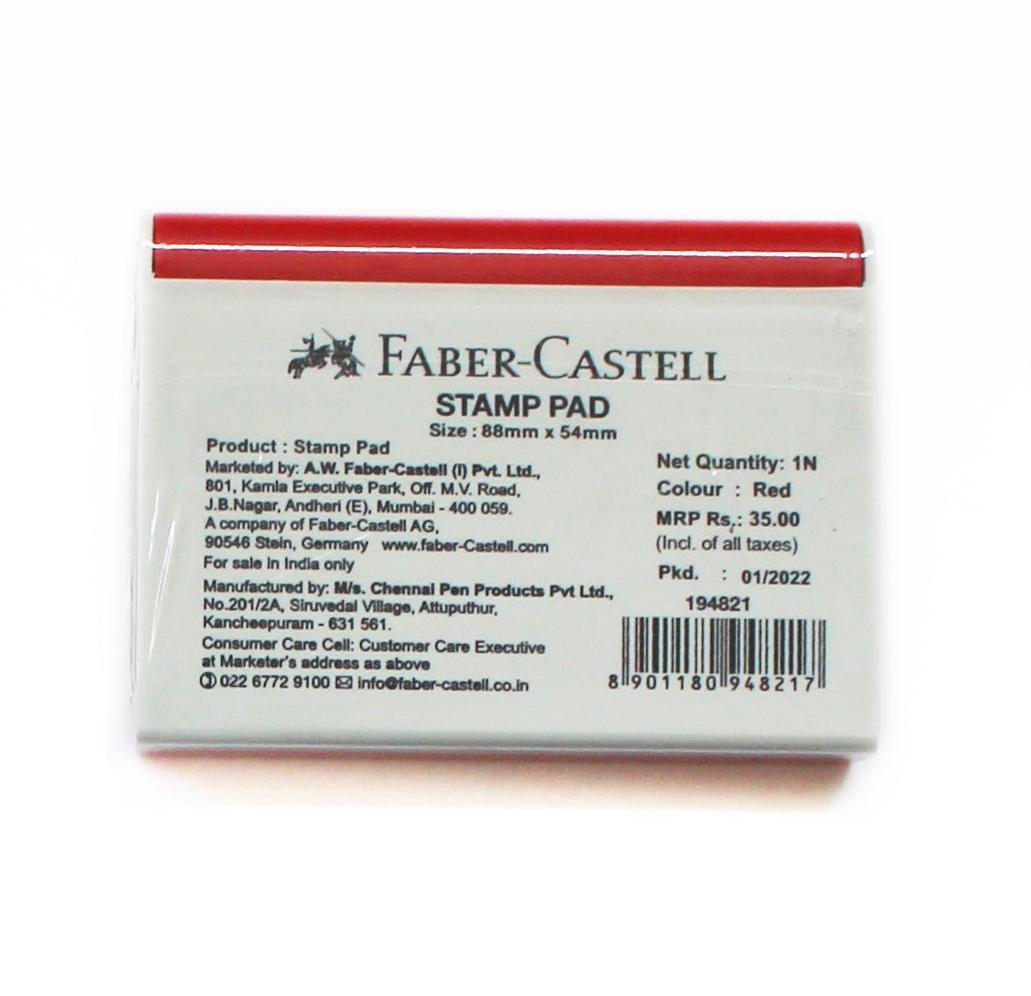 FABER-CASTELL
STAMP PAD
Size : 88mm x 54mm
Product : Stamp Pad
Marketed by: A.W. Faber-Castell (I) Pvt. Ltd.,
801, Kamla Executive Park, Off. M.V. Road,
J.B.Nagar, Andheri (E), Mumbai - 400 059.
A company of Faber-Castell AG,
90546 Stein, Germany www.faber-Castell.com
For sale in India only
Manufactured by: M/s. Chennai Pen Products Pvt Ltd.,
No.201/2A, Siruvedal Village, Attuputhur,
Kancheepuram - 631 561.
Consumer Care Cell: Customer Care Executive
at Marketer's address as above
022 6772 9100 info@faber-castell.co.in
Net Quantity: 1N
Colour : Red
MRP Rs.: 35.00
(Incl. of all taxes)
Pkd. : 01/2022
194821
8 901180 948217